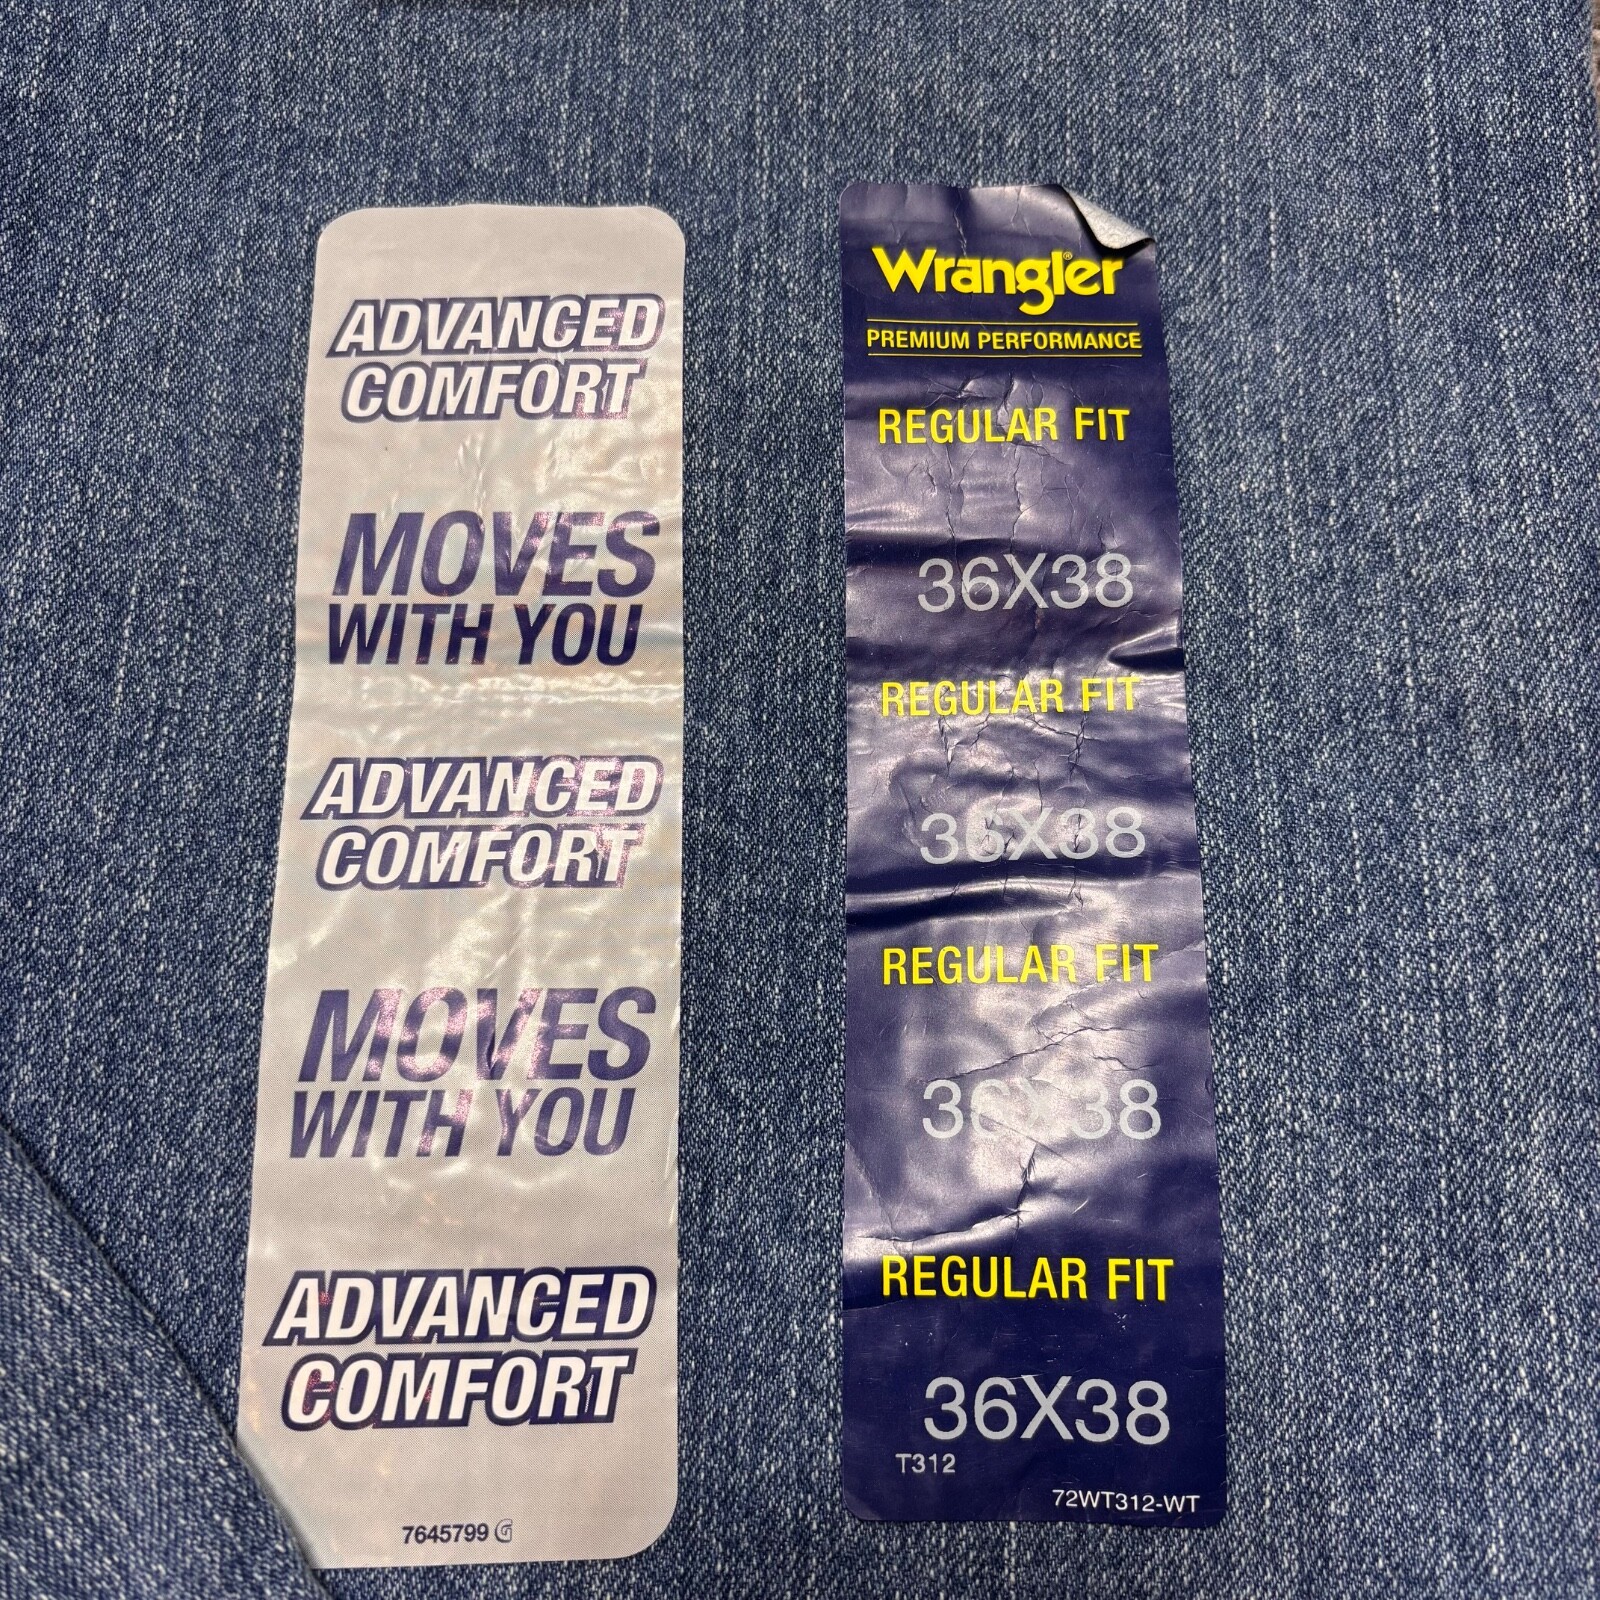 ADVANCED
COMFORT
MOVES
WITH YOU
ADVANCED
COMFORT
MOVES
WITH YOU
ADVANCED
COMFORT
7645799 G
Wrangler®
PREMIUM PERFORMANCE
REGULAR FIT
36X38
REGULAR FIT
36X38
REGULAR FIT
36X38
REGULAR FIT
36X38
T312
72WT312-WT